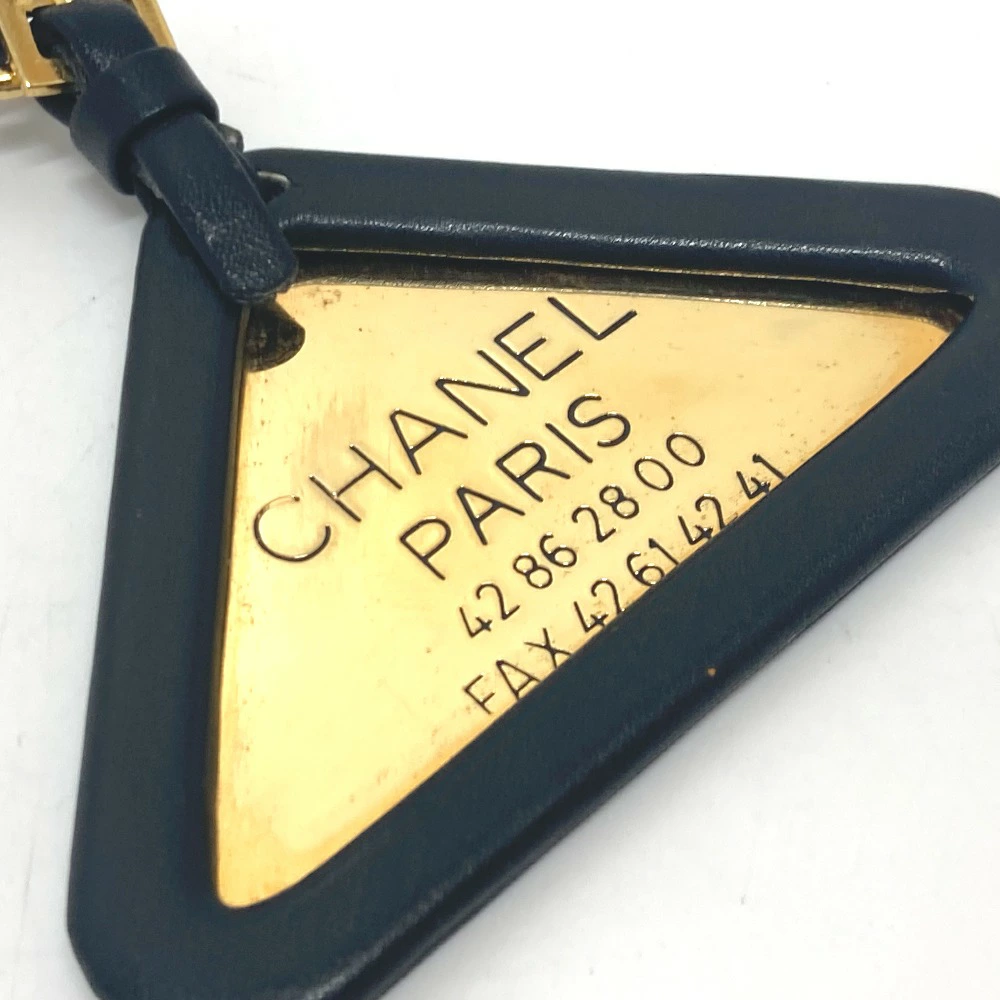 CHANEL
PARIS
42 86 28 00
FAX 42 61 42 41